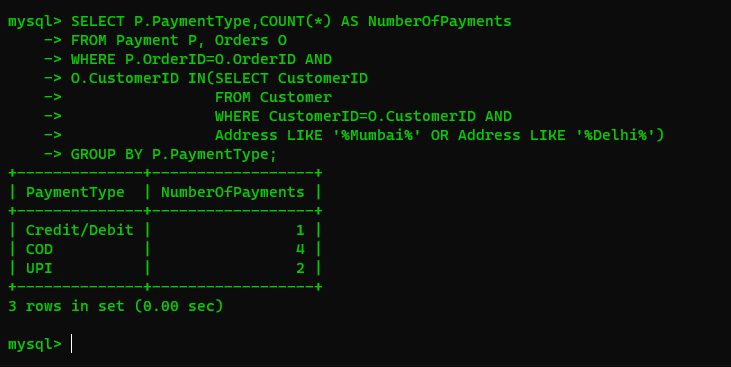 mysql> SELECT P.PaymentType,COUNT(*) AS NumberOfPayments
    -> FROM Payment P, Orders O
    -> WHERE P.OrderID=O.OrderID AND
    -> O.CustomerID IN(SELECT CustomerID
    ->                 FROM Customer
    ->                 WHERE CustomerID=O.CustomerID AND
    ->                 Address LIKE '%Mumbai%' OR Address LIKE '%Delhi%')
    -> GROUP BY P.PaymentType;
+--------------+------------------+
| PaymentType  | NumberOfPayments |
+--------------+------------------+
| Credit/Debit |                1 |
| COD          |                4 |
| UPI          |                2 |
+--------------+------------------+
3 rows in set (0.00 sec)
mysql>